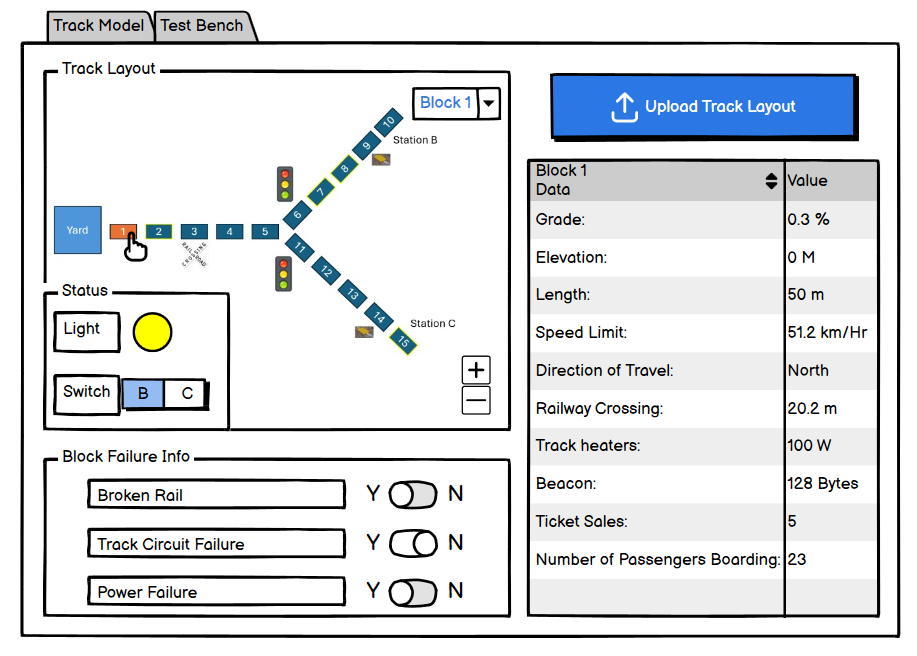 Track Model
Test Bench
Track Layout
Block 1
Upload Track Layout
10
Station B
9
8
7
6
Yard
1
2
3
4
5
RAIL SING
CROS ROAD
11
12
13
14
15
Station C
Status
Light
Switch
B
C
+
—
Block Failure Info
Broken Rail
Y
N
Track Circuit Failure
Y
N
Power Failure
Y
N
Block 1
Data
Value
Grade:
0.3 %
Elevation:
0 M
Length:
50 m
Speed Limit:
51.2 km/Hr
Direction of Travel:
North
Railway Crossing:
20.2 m
Track heaters:
100 W
Beacon:
128 Bytes
Ticket Sales:
5
Number of Passengers Boarding:
23